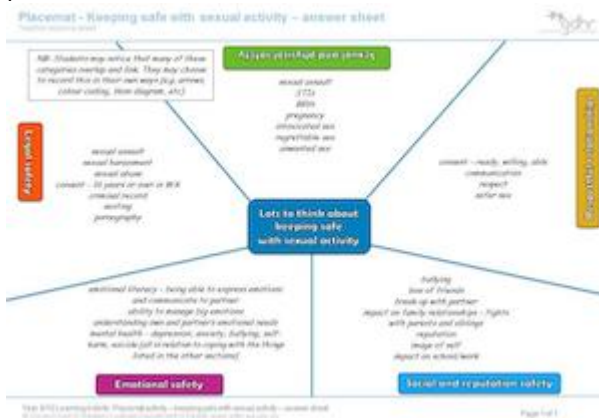 Placemat - Keeping safe with sexual activity - answer sheet
Teacher resource sheet
NB: Students may notice that many of these
categories overlap and link. They may choose
to record this in their own ways (e.g. arrows,
colour coding, Venn diagram, etc)
Sexual and physical safety
sexual assault
STIs
BBVs
pregnancy
intoxicated sex
regrettable sex
unwanted sex
Legal safety
sexual assault
sexual harassment
sexual abuse
consent - 16 years or over in WA
criminal record
sexting
pornography
consent - ready, willing, able
communication
respect
safer sex
Lots to think about
keeping safe
with sexual activity
emotional literacy - being able to express emotions
and communicate to partner
ability to manage big emotions
understanding own and partner's emotional needs
mental health - depression, anxiety, bullying, self-
harm, suicide (all in relation to coping with the things
listed in the other sections)
Emotional safety
bullying
loss of friends
break up with partner
impact on family relationships - fights
with parents and siblings
reputation
image of self
impact on school/work
Social and reputation safety
Page 1 of 1